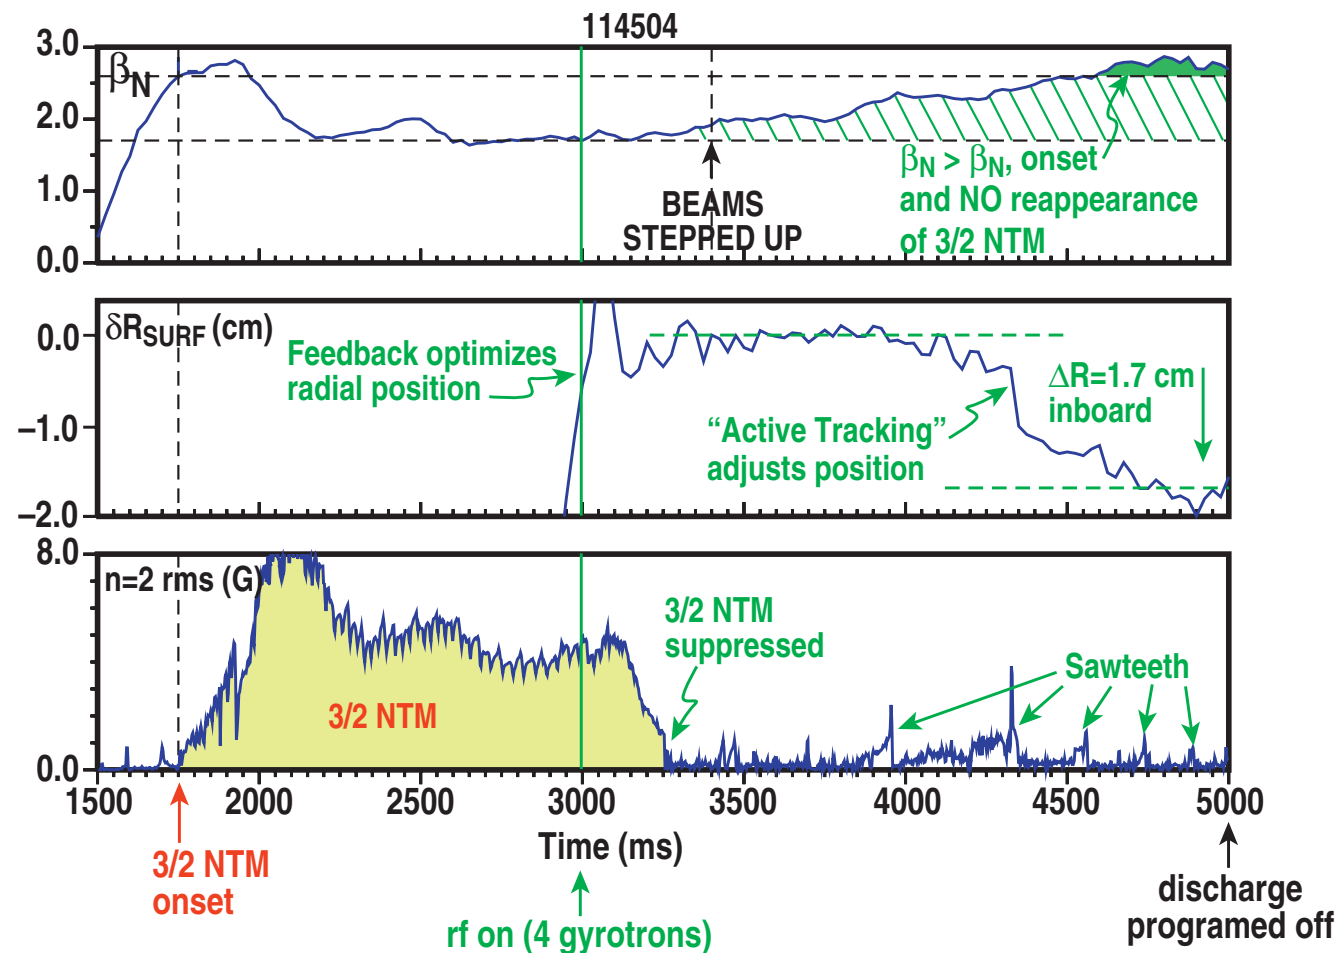 114504
3.0
2.0
1.0
0.0
βN
BEAMS
STEPPED UP
βN > βN, onset
and NO reappearance
of 3/2 NTM
0.0
–1.0
–2.0
δRSURF (cm)
Feedback optimizes
radial position
“Active Tracking”
adjusts position
ΔR=1.7 cm
inboard
8.0
0.0
n=2 rms (G)
3/2 NTM
3/2 NTM
suppressed
Sawteeth
1500 2000 2500 3000 3500 4000 4500 5000
Time (ms)
3/2 NTM
onset
rf on (4 gyrotrons)
discharge
programed off